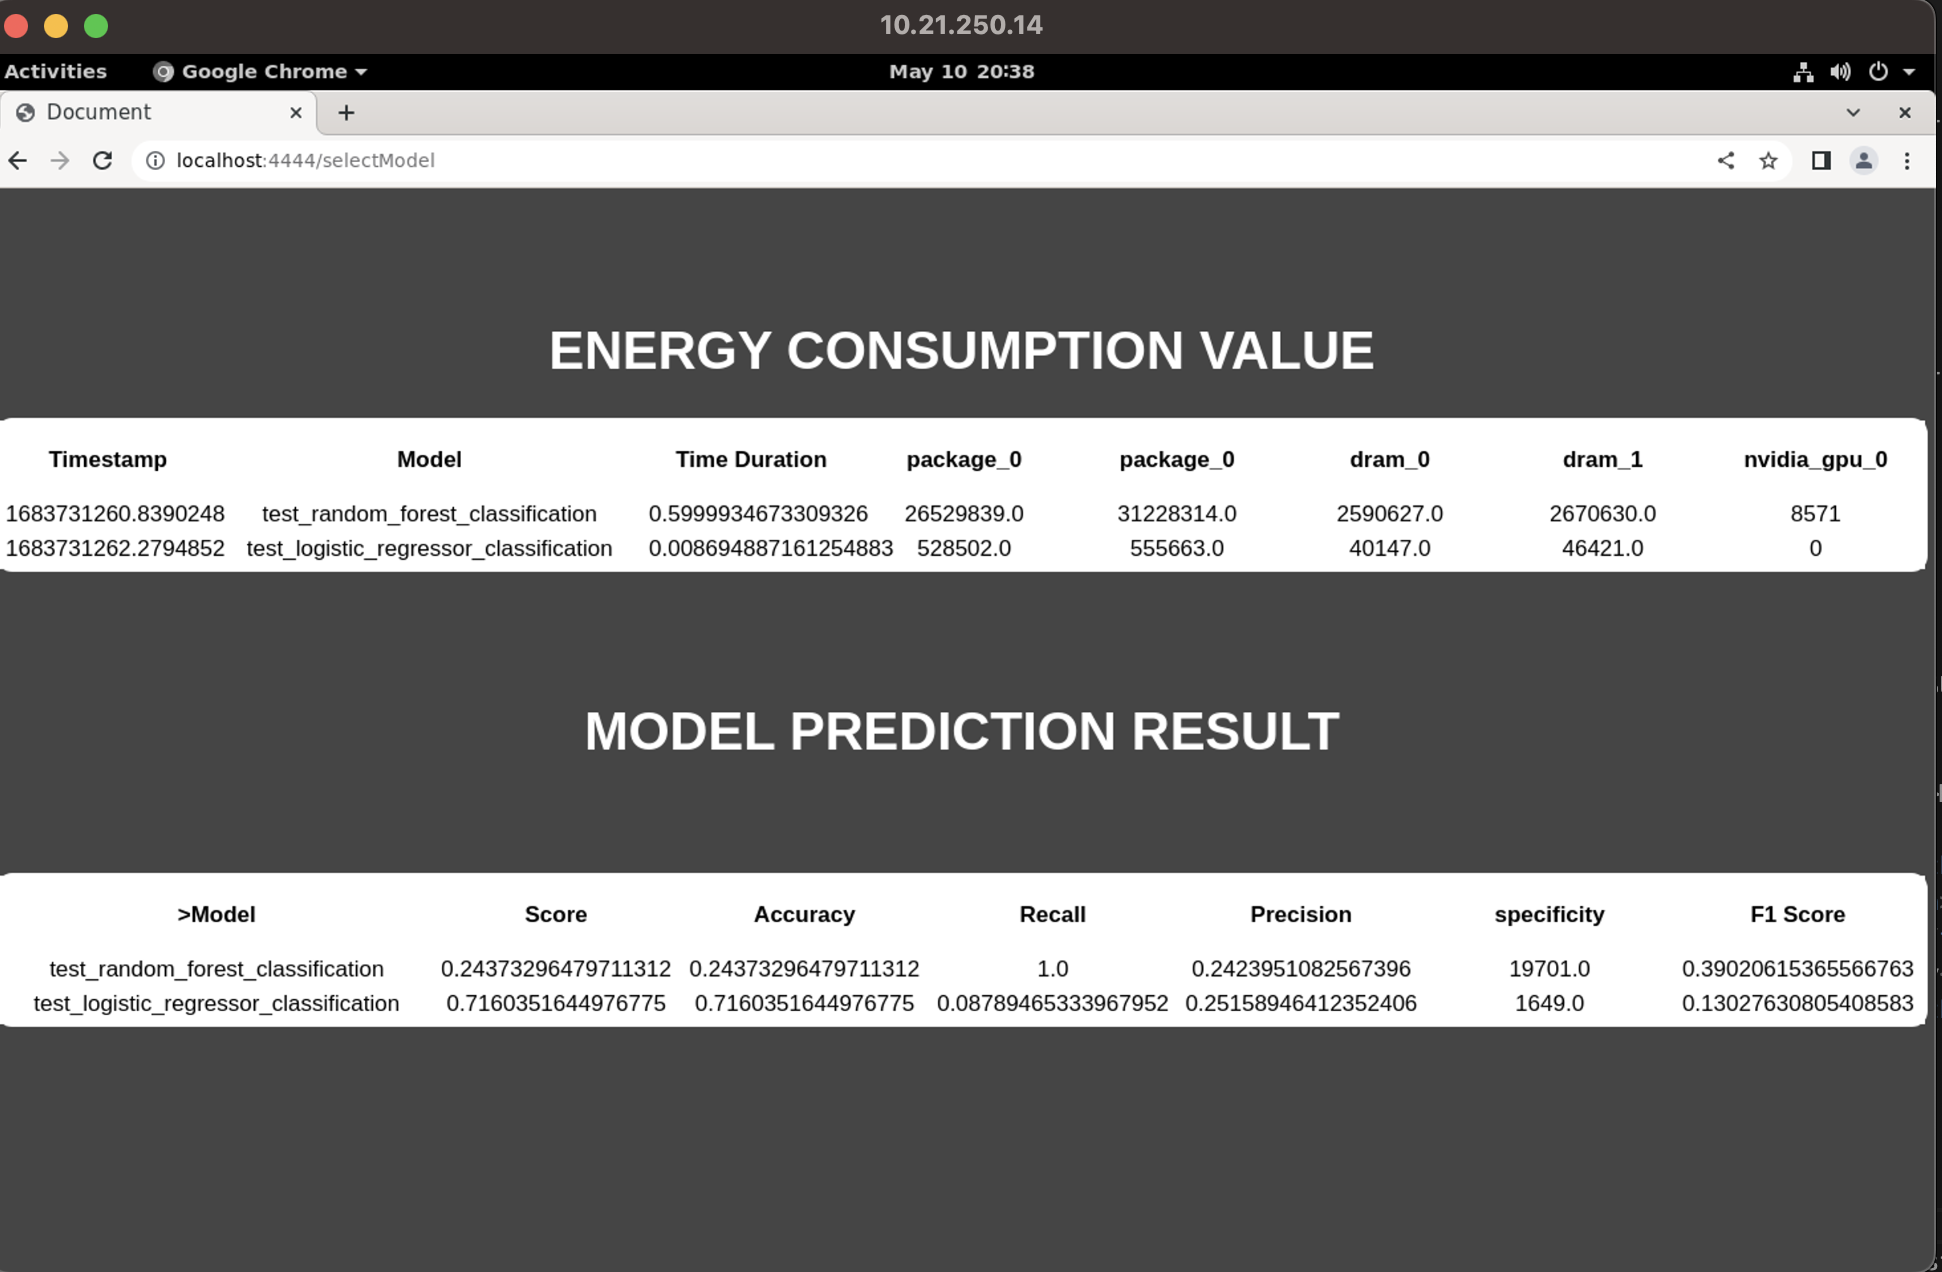 10.21.250.14
Activities Google Chrome May 10 20:38
Document
localhost:4444/selectModel
ENERGY CONSUMPTION VALUE
Timestamp Model Time Duration package_0 package_0 dram_0 dram_1 nvidia_gpu_0
1683731260.8390248 test_random_forest_classification 0.5999934673309326 26529839.0 31228314.0 2590627.0 2670630.0 8571
1683731262.2794852 test_logistic_regressor_classification 0.008694887161254883 528502.0 555663.0 40147.0 46421.0 0
MODEL PREDICTION RESULT
>Model Score Accuracy Recall Precision specificity F1 Score
test_random_forest_classification 0.24373296479711312 0.24373296479711312 1.0 0.2423951082567396 19701.0 0.39020615365566763
test_logistic_regressor_classification 0.7160351644976775 0.7160351644976775 0.08789465333967952 0.25158946412352406 1649.0 0.13027630805408583